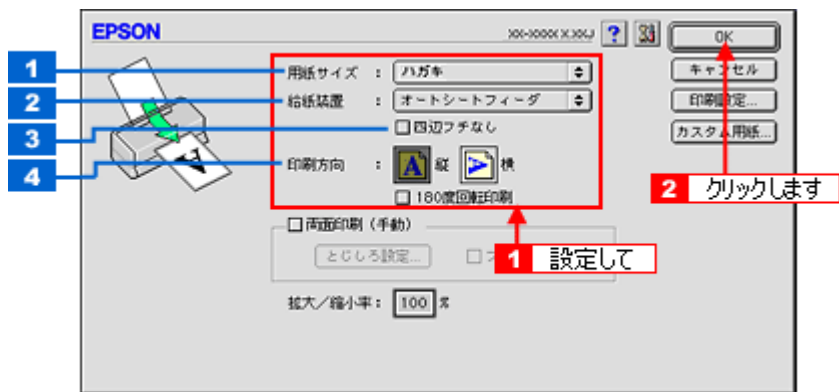 EPSON
XX-XXXX X.XXJ ? OK
1 用紙サイズ : ハガキ キャンセル
2 給紙装置 : オートシートフィーダ 印刷設定...
3 四辺フチなし カスタム用紙...
4 印刷方向 : A 縦 A 横
180度回転印刷
2 クリックします
両面印刷(手動)
とじしろ設定...
1 設定して
拡大/縮小率: 100 %
A